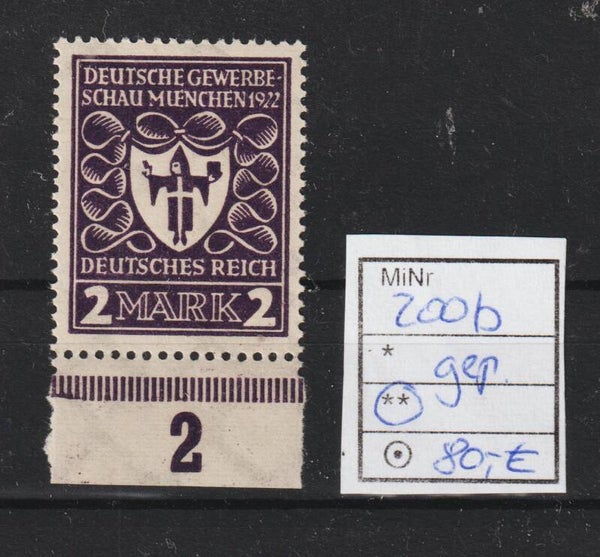 DEUTSCHE GEWERBE-
SCHAU MUENCHEN 1922
DEUTSCHES REICH
2 MARK 2
2
MiNr
200b
* gep.
**
80,-€